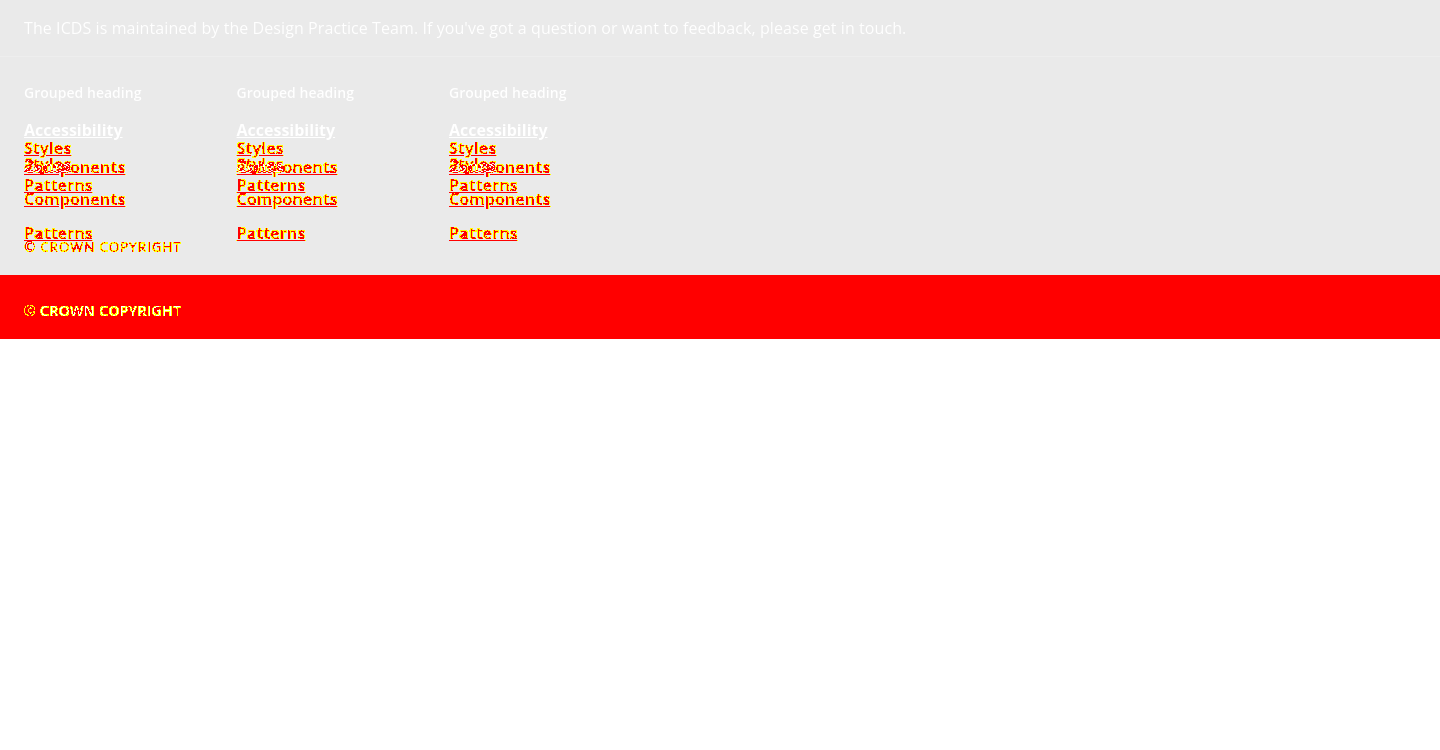 The ICDS is maintained by the Design Practice Team. If you've got a question or want to feedback, please get in touch.
Grouped heading Grouped heading Grouped heading
Accessibility Accessibility Accessibility
Styles Styles Styles
Styles Styles Styles
Components Components Components
Patterns Patterns Patterns
Components Components Components
Patterns Patterns Patterns
© CROWN COPYRIGHT
© CROWN COPYRIGHT